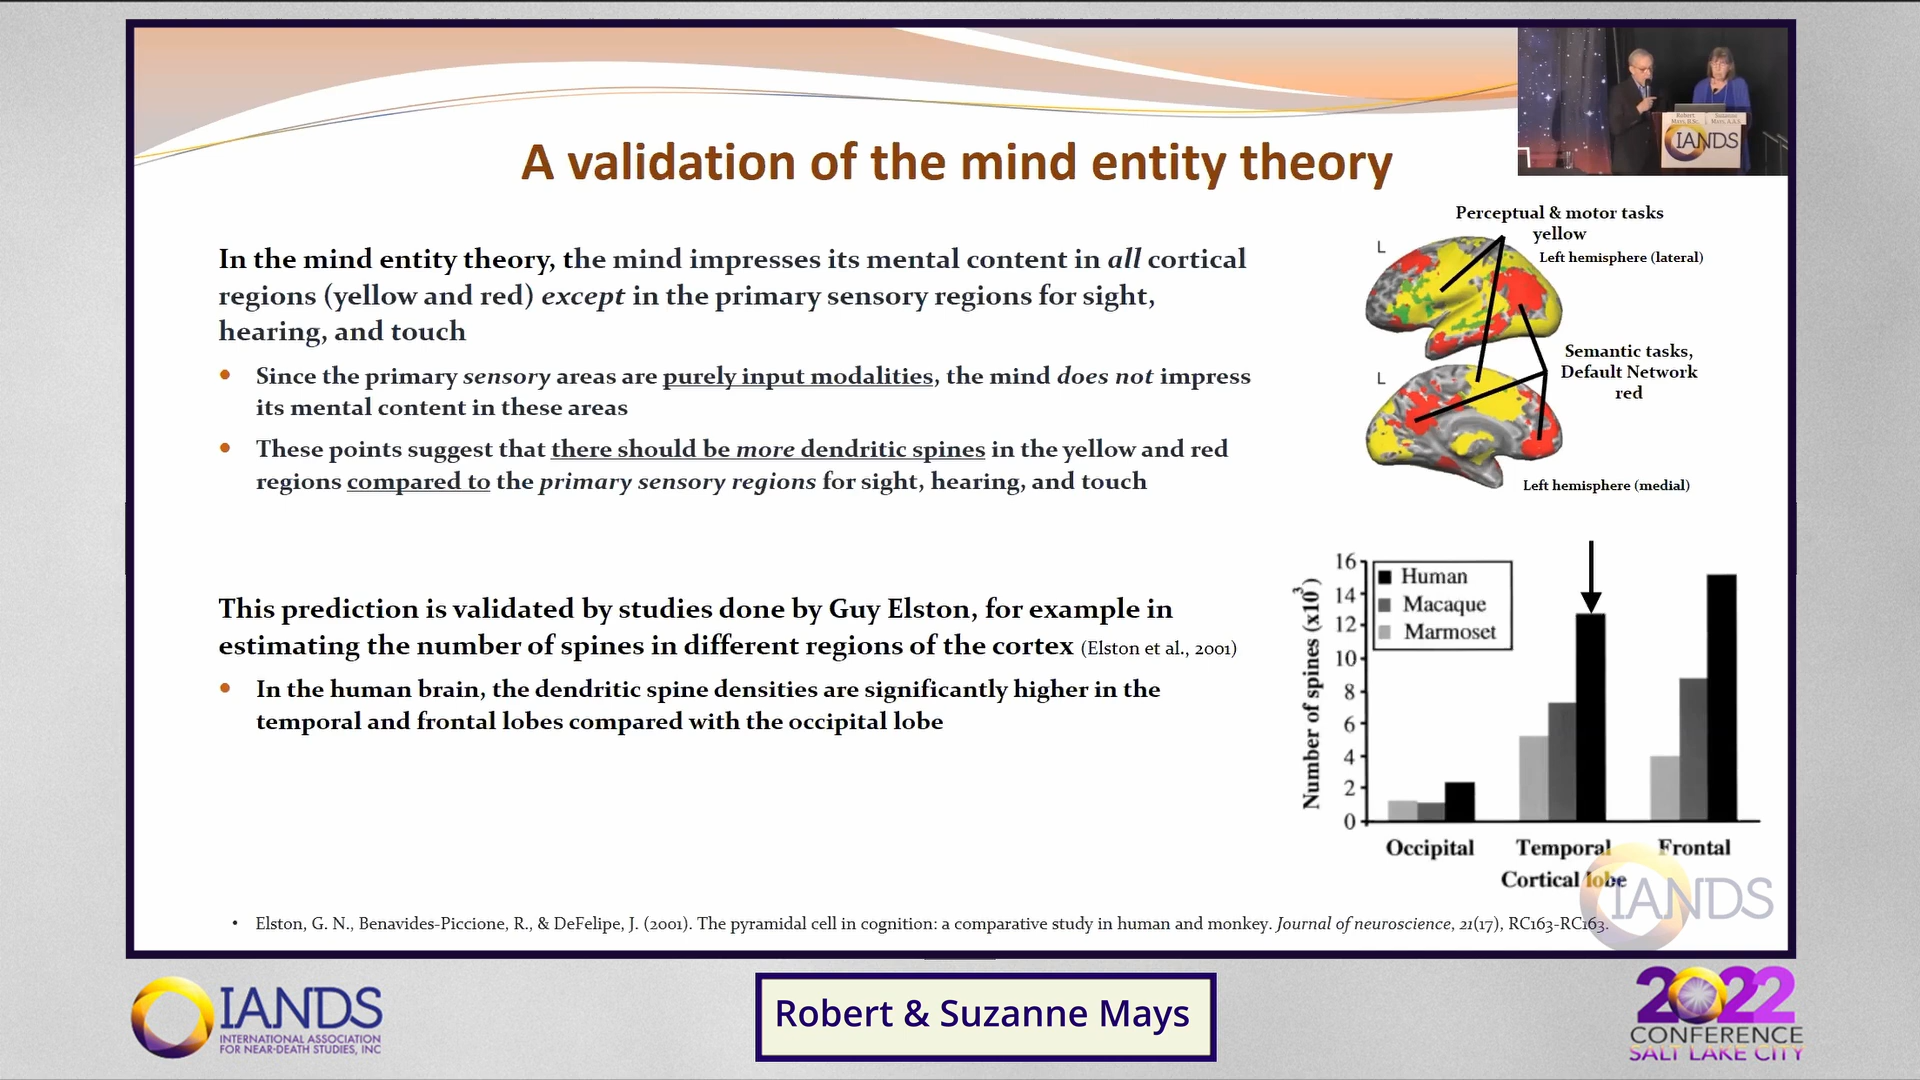 A validation of the mind entity theory
In the mind entity theory, the mind impresses its mental content in all cortical
regions (yellow and red) except in the primary sensory regions for sight,
hearing, and touch
• Since the primary sensory areas are purely input modalities, the mind does not impress
its mental content in these areas
• These points suggest that there should be more dendritic spines in the yellow and red
regions compared to the primary sensory regions for sight, hearing, and touch
This prediction is validated by studies done by Guy Elston, for example in
estimating the number of spines in different regions of the cortex (Elston et al., 2001)
• In the human brain, the dendritic spine densities are significantly higher in the
temporal and frontal lobes compared with the occipital lobe
Robert
Mays, B.Sc.
Suzanne
Mays, A.A.S.
IANDS
Perceptual & motor tasks
yellow
L
Left hemisphere (lateral)
Semantic tasks,
Default Network
red
L
Left hemisphere (medial)
Number of spines (x10³)
16
14
12
10
8
6
4
2
0
Human
Macaque
Marmoset
Occipital Temporal Frontal
Cortical lobe
IANDS
• Elston, G. N., Benavides-Piccione, R., & DeFelipe, J. (2001). The pyramidal cell in cognition: a comparative study in human and monkey. Journal of neuroscience, 21(17), RC163-RC163.
IANDS
INTERNATIONAL ASSOCIATION
FOR NEAR-DEATH STUDIES, INC
Robert & Suzanne Mays
2022
CONFERENCE
SALT LAKE CITY